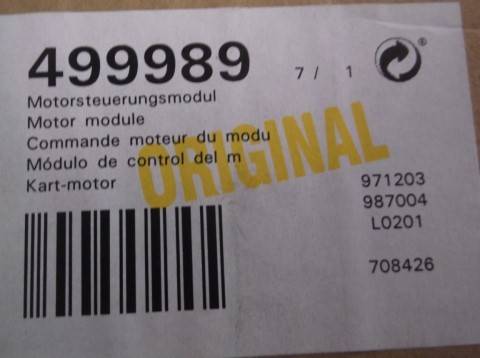 499989 7 / 1 ®
Motorsteuerungsmodul
Motor module
Commande moteur du modu
Módulo de control del m
Kart-motor
ORIGINAL
971203
987004
L0201
708426